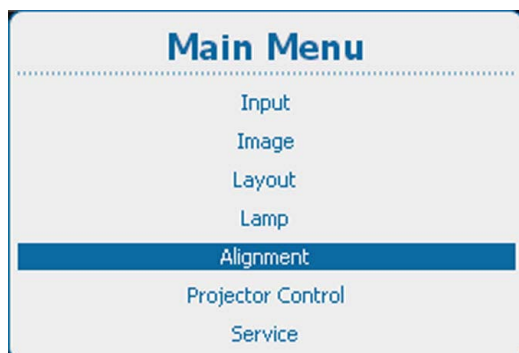 Main Menu
Input
Image
Layout
Lamp
Alignment
Projector Control
Service